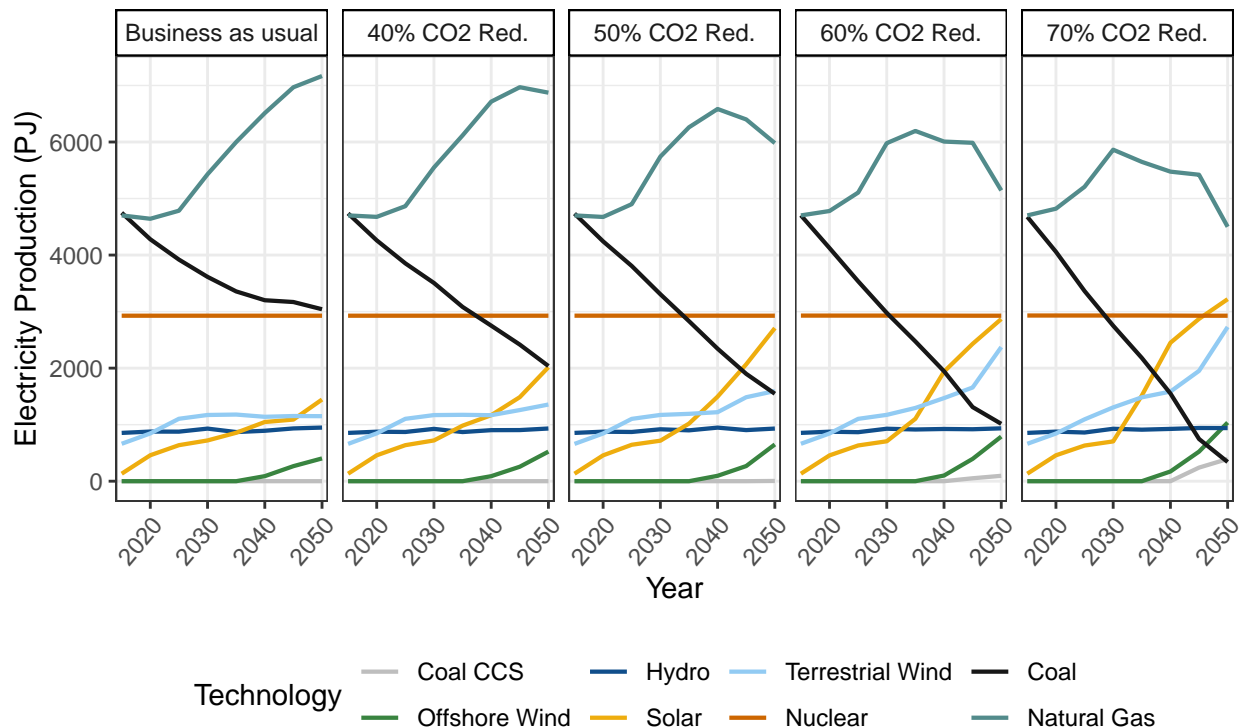 Business as usual 40% CO2 Red. 50% CO2 Red. 60% CO2 Red. 70% CO2 Red.
Electricity Production (PJ)
6000
4000
2000
0
2020 2030 2040 2050 2020 2030 2040 2050 2020 2030 2040 2050 2020 2030 2040 2050 2020 2030 2040 2050
Year
Technology
Coal CCS Hydro Terrestrial Wind Coal
Offshore Wind Solar Nuclear Natural Gas